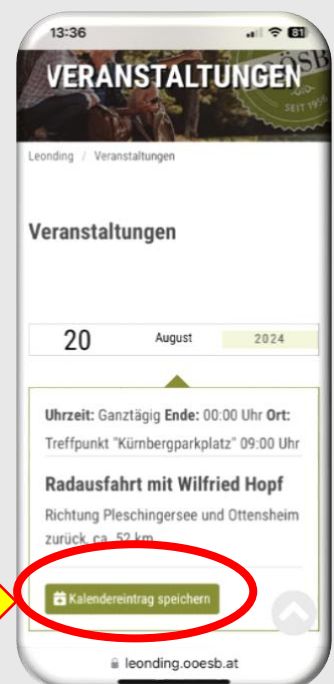 13:36
81
VERANSTALTUNGEN
SEIT
Leonding / Veranstaltungen
Veranstaltungen
20 August 2024
Uhrzeit: Ganztägig Ende: 00:00 Uhr Ort:
Treffpunkt "Kürnbergparkplatz" 09:00 Uhr
Radausfahrt mit Wilfried Hopf
Richtung Pleschingersee und Ottensheim
zurück, ca. 52 km
Kalendereintrag speichern
leonding.ooesb.at